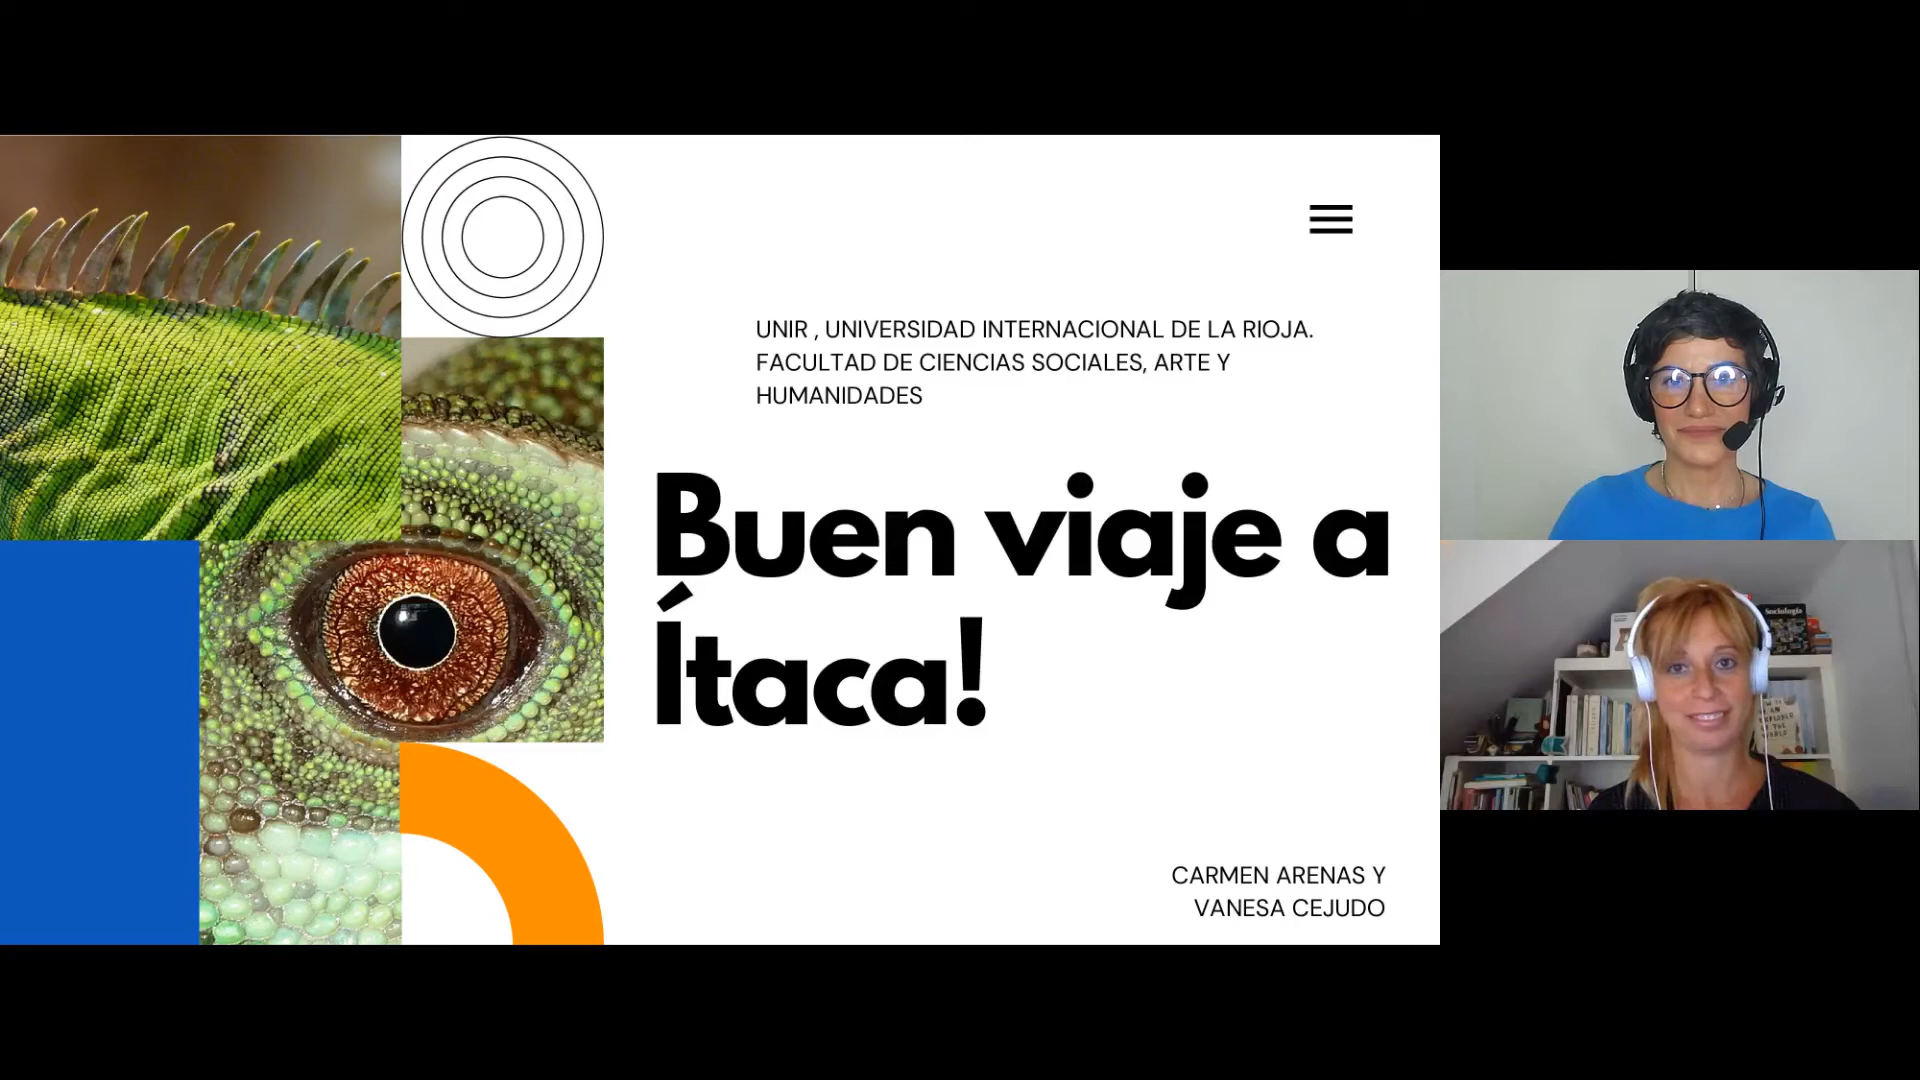 UNIR , UNIVERSIDAD INTERNACIONAL DE LA RIOJA.
FACULTAD DE CIENCIAS SOCIALES, ARTE Y
HUMANIDADES
Buen viaje a
Ítaca!
CARMEN ARENAS Y
VANESA CEJUDO
Sociología